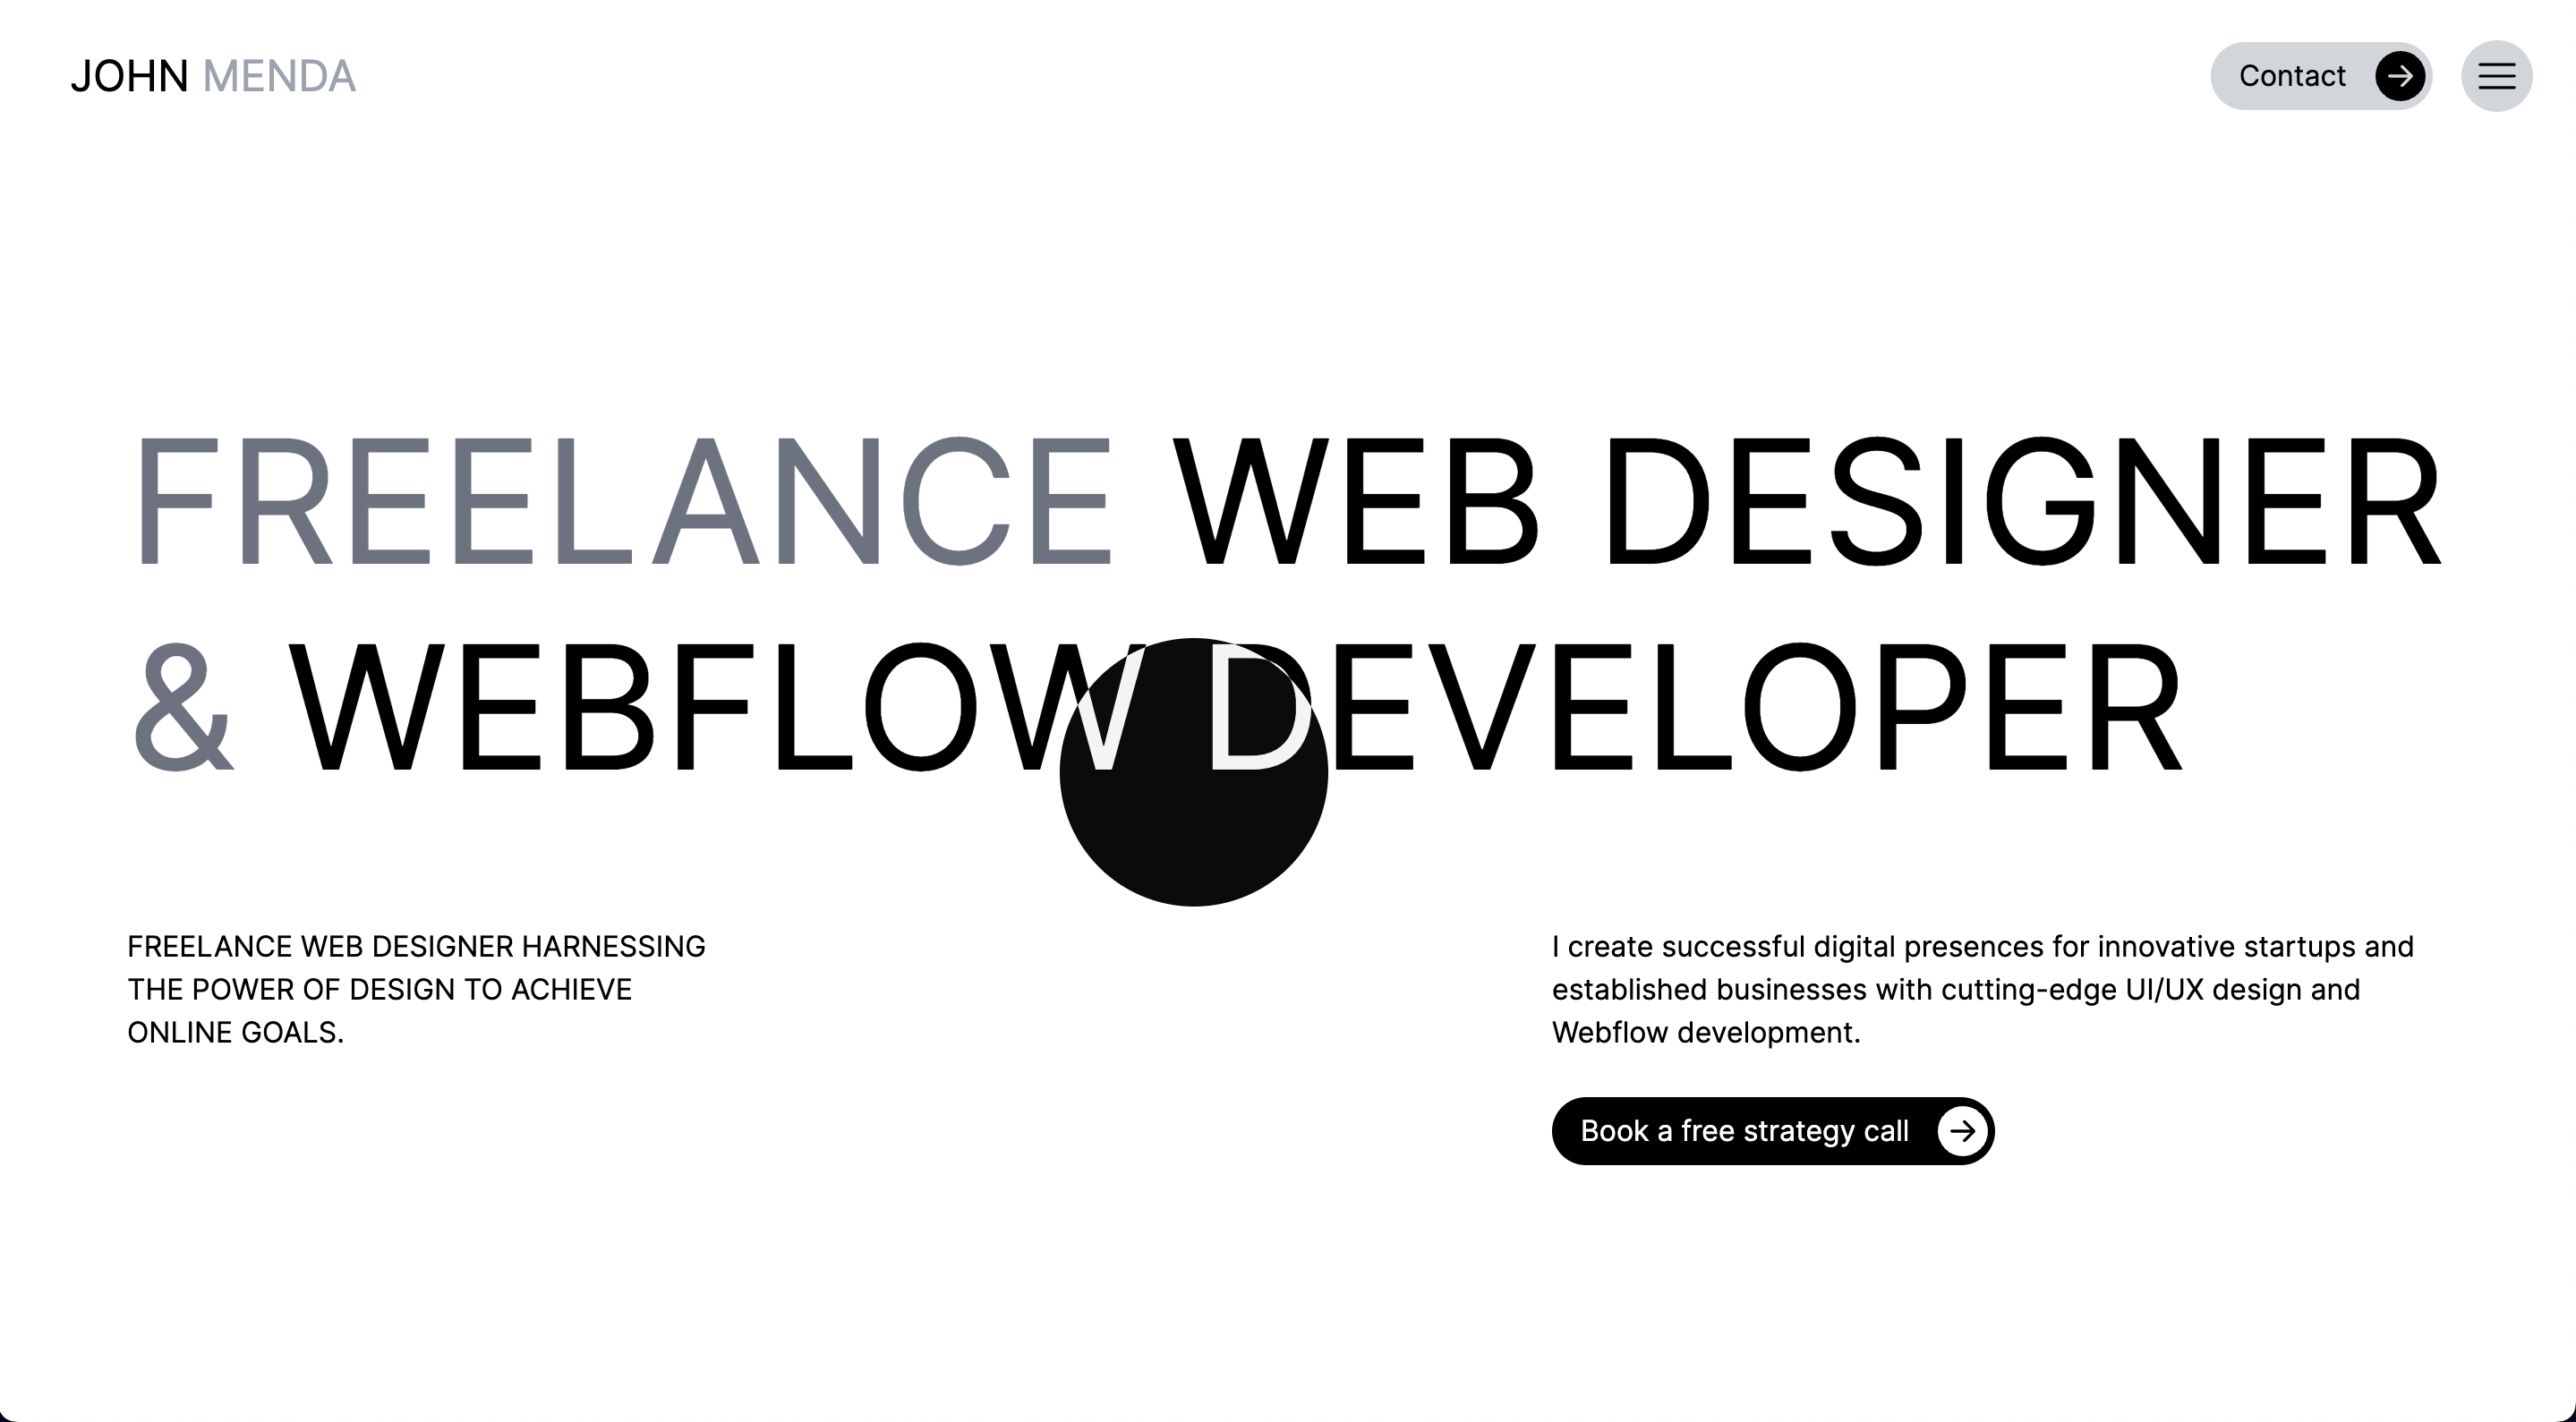 JOHN MENDA
Contact
FREELANCE WEB DESIGNER
& WEBFLOW DEVELOPER
FREELANCE WEB DESIGNER HARNESSING
THE POWER OF DESIGN TO ACHIEVE
ONLINE GOALS.
I create successful digital presences for innovative startups and
established businesses with cutting-edge UI/UX design and
Webflow development.
Book a free strategy call